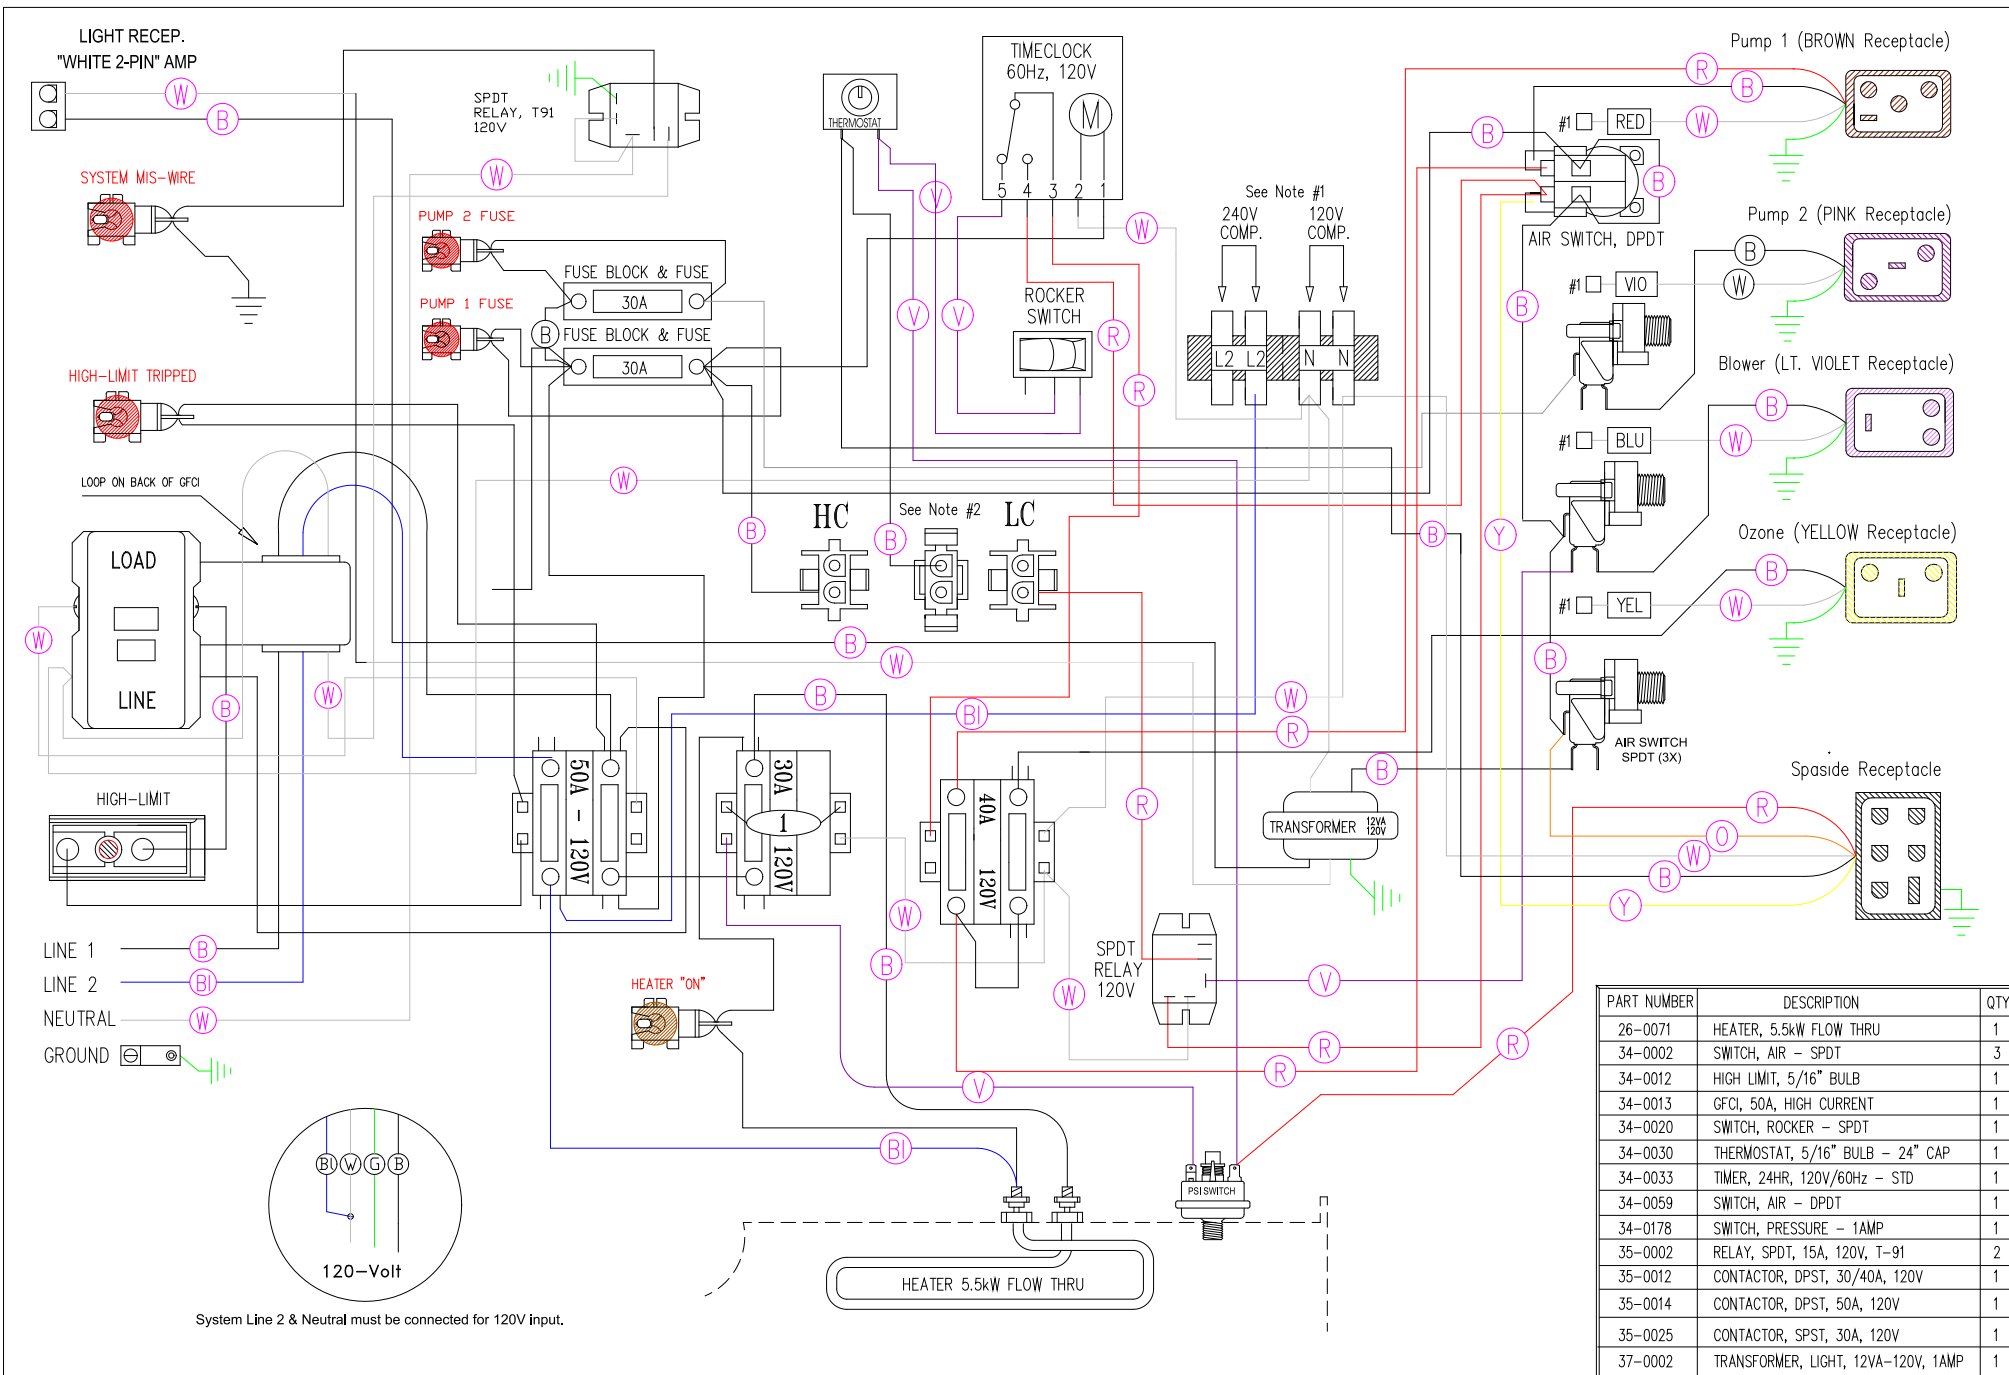 LIGHT RECEP.
"WHITE 2-PIN" AMP
W
B
SYSTEM MIS-WIRE
SPDT
RELAY, T91
120V
W
PUMP 2 FUSE
FUSE BLOCK & FUSE
30A
PUMP 1 FUSE
B
FUSE BLOCK & FUSE
30A
HIGH-LIMIT TRIPPED
LOOP ON BACK OF GFCI
THERMOSTAT
TIMECLOCK
60Hz, 120V
M
5 4 3 2 1
V
V
V
W
R
R
ROCKER
SWITCH
See Note #1
240V
COMP.
120V
COMP.
L2 L2 N N
Pump 1 (BROWN Receptacle)
R
B
#1 RED W
B
B
AIR SWITCH, DPDT
Pump 2 (PINK Receptacle)
B
#1 VIO W
B
Blower (LT. VIOLET Receptacle)
B
#1 BLU W
Y
Ozone (YELLOW Receptacle)
B
#1 YEL W
B
AIR SWITCH
SPDT (3X)
Spaside Receptacle
R
O
W
B
Y
W
B
HC
See Note #2
B
LC
B
LOAD
LINE
W
B
W
B
W
B
BI
W
R
HIGH-LIMIT
50A - 120V
30A
1
120V
40A
120V
R
B
TRANSFORMER 12VA
120V
W
B
W
SPDT
RELAY
120V
V
R
R
R
LINE 1 B
LINE 2 BI
NEUTRAL W
GROUND
HEATER "ON"
V
BI
PSI SWITCH
HEATER 5.5kW FLOW THRU
Bl W G B
120-Volt
System Line 2 & Neutral must be connected for 120V input.
PART NUMBER DESCRIPTION QTY
26-0071 HEATER, 5.5kW FLOW THRU 1
34-0002 SWITCH, AIR - SPDT 3
34-0012 HIGH LIMIT, 5/16" BULB 1
34-0013 GFCI, 50A, HIGH CURRENT 1
34-0020 SWITCH, ROCKER - SPDT 1
34-0030 THERMOSTAT, 5/16" BULB - 24" CAP 1
34-0033 TIMER, 24HR, 120V/60Hz - STD 1
34-0059 SWITCH, AIR - DPDT 1
34-0178 SWITCH, PRESSURE - 1AMP 1
35-0002 RELAY, SPDT, 15A, 120V, T-91 2
35-0012 CONTACTOR, DPST, 30/40A, 120V 1
35-0014 CONTACTOR, DPST, 50A, 120V 1
35-0025 CONTACTOR, SPST, 30A, 120V 1
37-0002 TRANSFORMER, LIGHT, 12VA-120V, 1AMP 1